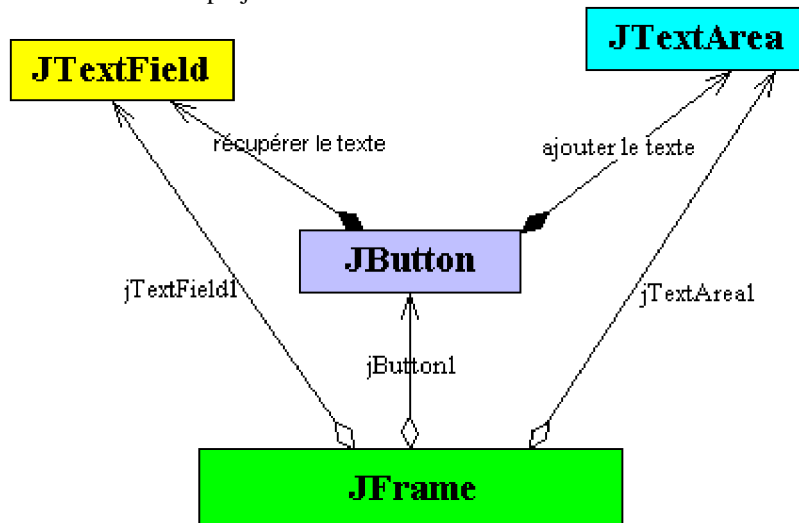 JTextArea
JTextField
récupérer le texte
ajouter le texte
JButton
jTextField1
jTextArea1
jButton1
JFrame